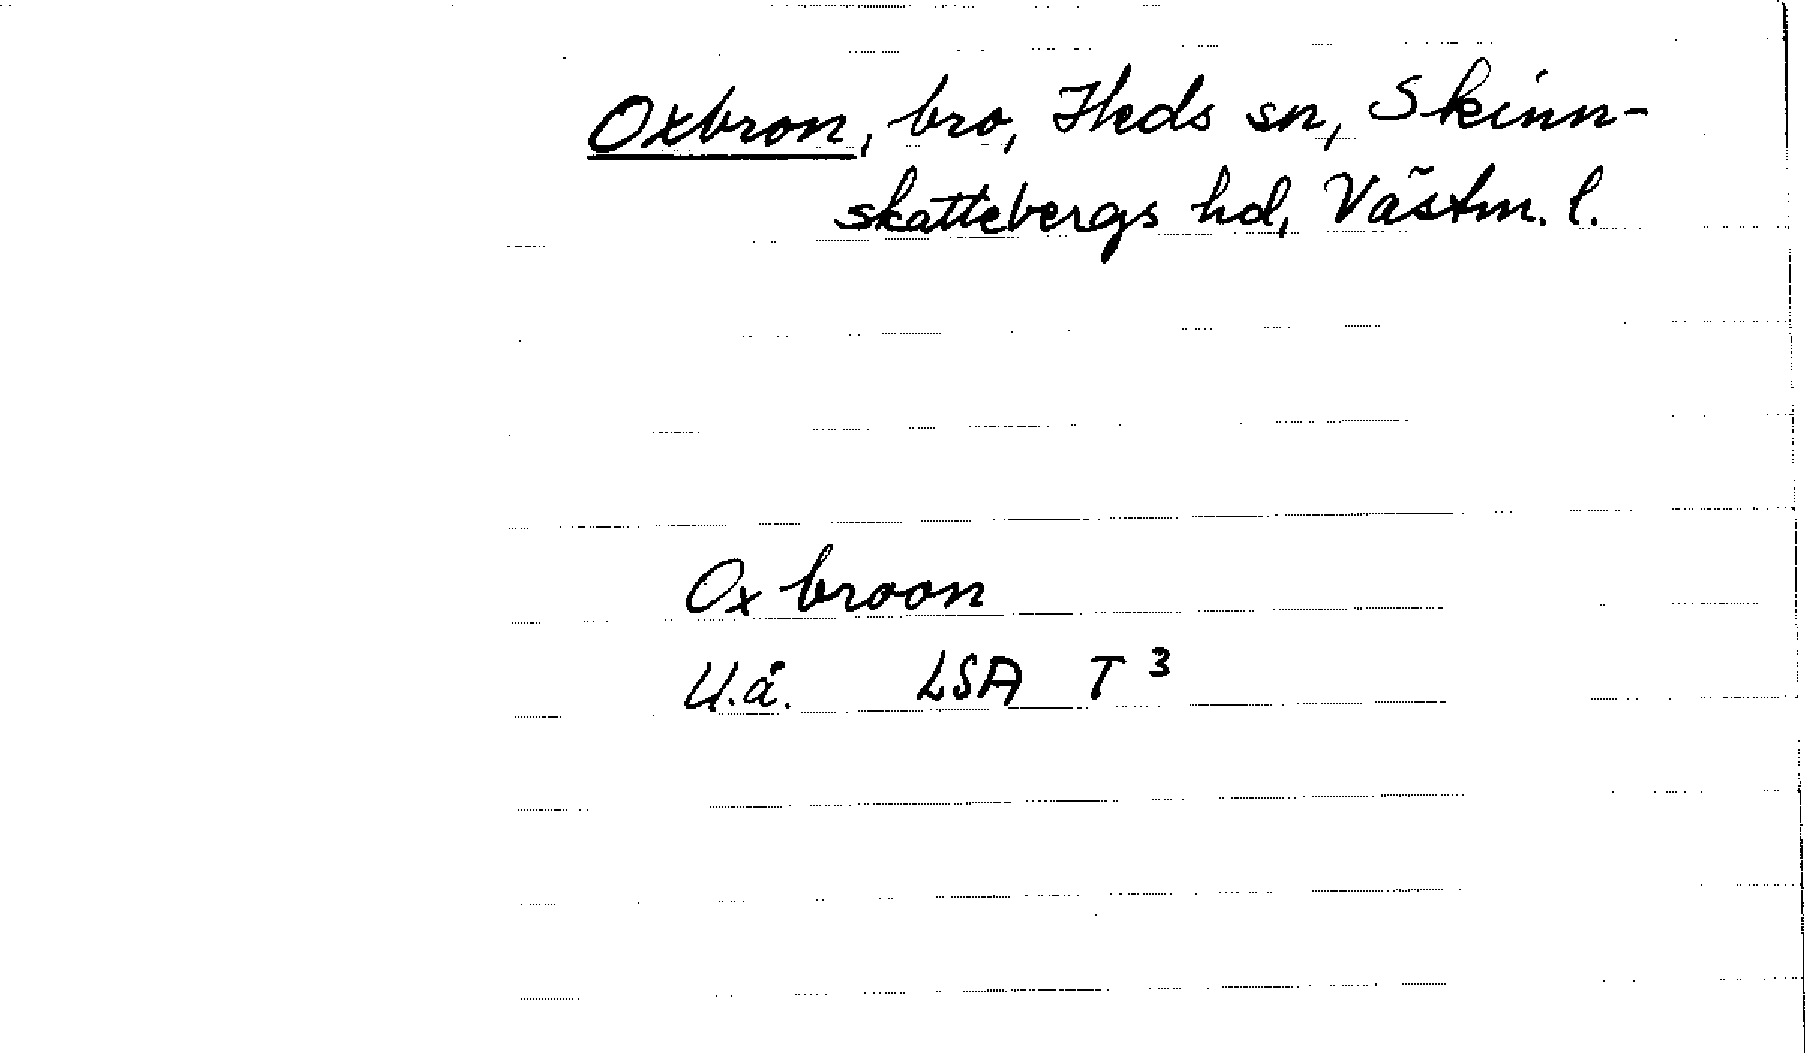 Oxbron, bro, Heds sn, Skinn-
skattebergs hd, Västm. l.
Ox broon
U.å. LSA T 3